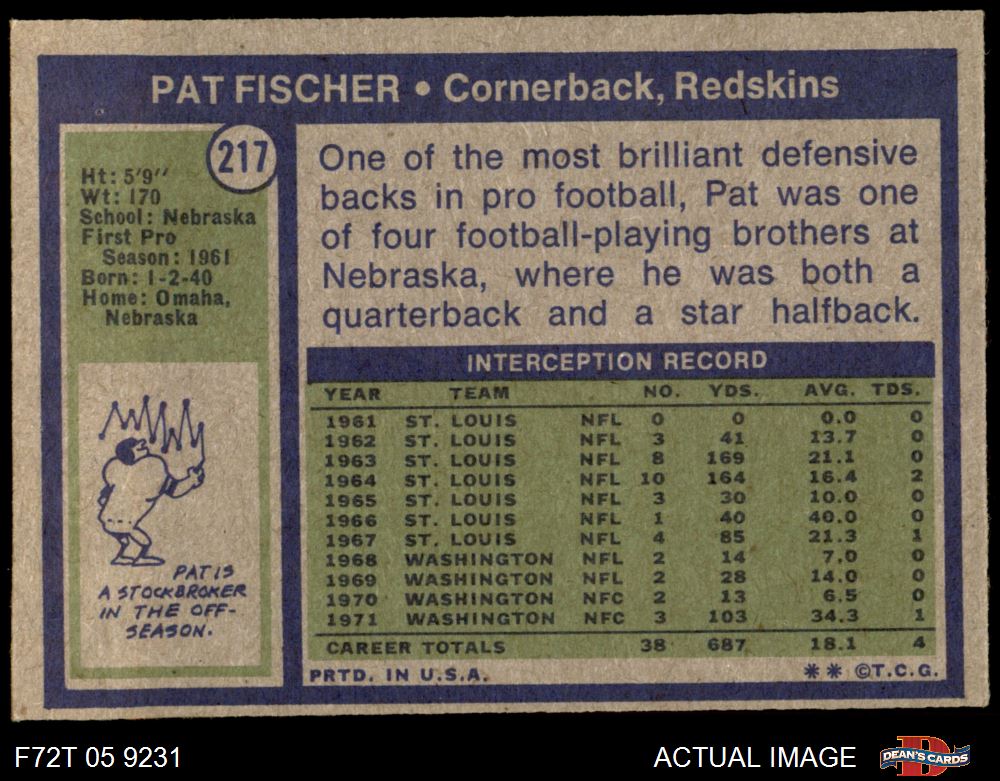 PAT FISCHER • Cornerback, Redskins
217
Ht: 5'9''
Wt: 170
School: Nebraska
First Pro
Season: 1961
Born: 1-2-40
Home: Omaha,
Nebraska
PAT IS
A STOCKBROKER
IN THE OFF-
SEASON.
One of the most brilliant defensive
backs in pro football, Pat was one
of four football-playing brothers at
Nebraska, where he was both a
quarterback and a star halfback.
INTERCEPTION RECORD
YEAR TEAM NO. YDS. AVG. TDS.
1961 ST. LOUIS NFL 0 0 0.0 0
1962 ST. LOUIS NFL 3 41 13.7 0
1963 ST. LOUIS NFL 8 169 21.1 0
1964 ST. LOUIS NFL 10 164 16.4 2
1965 ST. LOUIS NFL 3 30 10.0 0
1966 ST. LOUIS NFL 1 40 40.0 0
1967 ST. LOUIS NFL 4 85 21.3 1
1968 WASHINGTON NFL 2 14 7.0 0
1969 WASHINGTON NFL 2 28 14.0 0
1970 WASHINGTON NFC 2 13 6.5 0
1971 WASHINGTON NFC 3 103 34.3 1
CAREER TOTALS 38 687 18.1 4
PRTD. IN U.S.A. ** ©T.C.G.
F72T 05 9231 ACTUAL IMAGE D DEAN'S CARDS